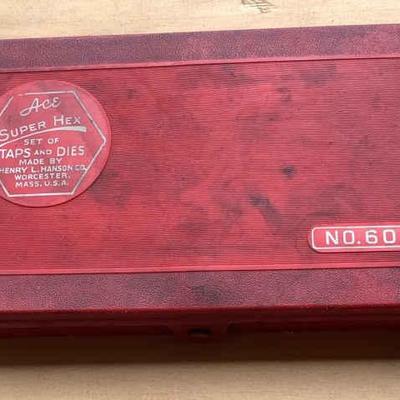 ACE
SUPER HEX
SET OF
TAPS AND DIES
MADE BY
HENRY L. HANSON CO.
WORCESTER,
MASS. U.S.A.
NO. 60